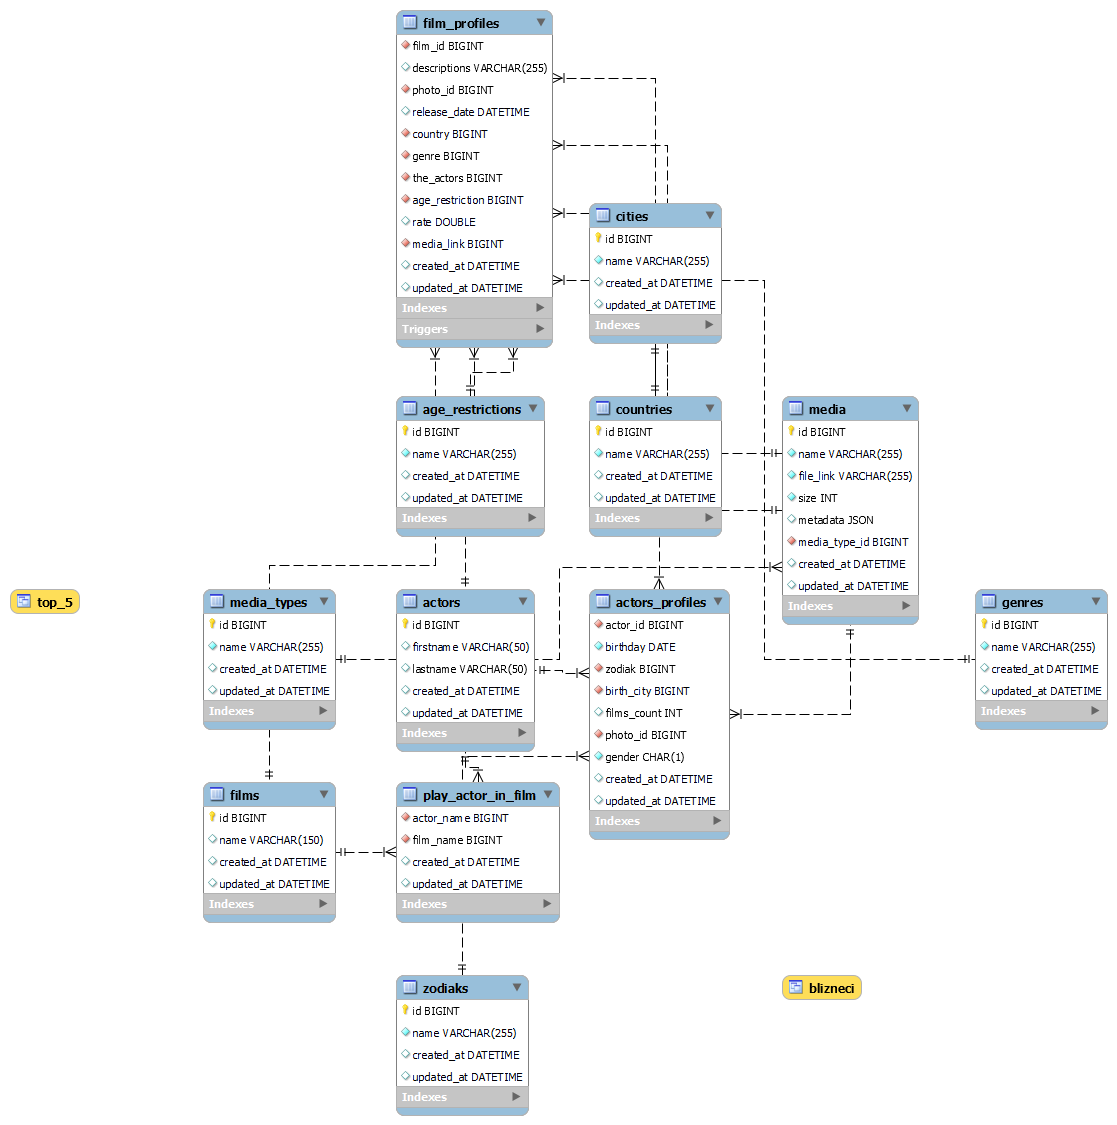 film_profiles
film_id BIGINT
descriptions VARCHAR(255)
photo_id BIGINT
release_date DATETIME
country BIGINT
genre BIGINT
the_actors BIGINT
age_restriction BIGINT
rate DOUBLE
media_link BIGINT
created_at DATETIME
updated_at DATETIME
Indexes
Triggers
cities
id BIGINT
name VARCHAR(255)
created_at DATETIME
updated_at DATETIME
Indexes
age_restrictions
id BIGINT
name VARCHAR(255)
created_at DATETIME
updated_at DATETIME
Indexes
countries
id BIGINT
name VARCHAR(255)
created_at DATETIME
updated_at DATETIME
Indexes
media
id BIGINT
name VARCHAR(255)
file_link VARCHAR(255)
size INT
metadata JSON
media_type_id BIGINT
created_at DATETIME
updated_at DATETIME
Indexes
top_5
media_types
id BIGINT
name VARCHAR(255)
created_at DATETIME
updated_at DATETIME
Indexes
actors
id BIGINT
firstname VARCHAR(50)
lastname VARCHAR(50)
created_at DATETIME
updated_at DATETIME
Indexes
actors_profiles
actor_id BIGINT
birthday DATE
zodiak BIGINT
birth_city BIGINT
films_count INT
photo_id BIGINT
gender CHAR(1)
created_at DATETIME
updated_at DATETIME
Indexes
genres
id BIGINT
name VARCHAR(255)
created_at DATETIME
updated_at DATETIME
Indexes
films
id BIGINT
name VARCHAR(150)
created_at DATETIME
updated_at DATETIME
Indexes
play_actor_in_film
actor_name BIGINT
film_name BIGINT
created_at DATETIME
updated_at DATETIME
Indexes
zodiaks
id BIGINT
name VARCHAR(255)
created_at DATETIME
updated_at DATETIME
Indexes
blizneci